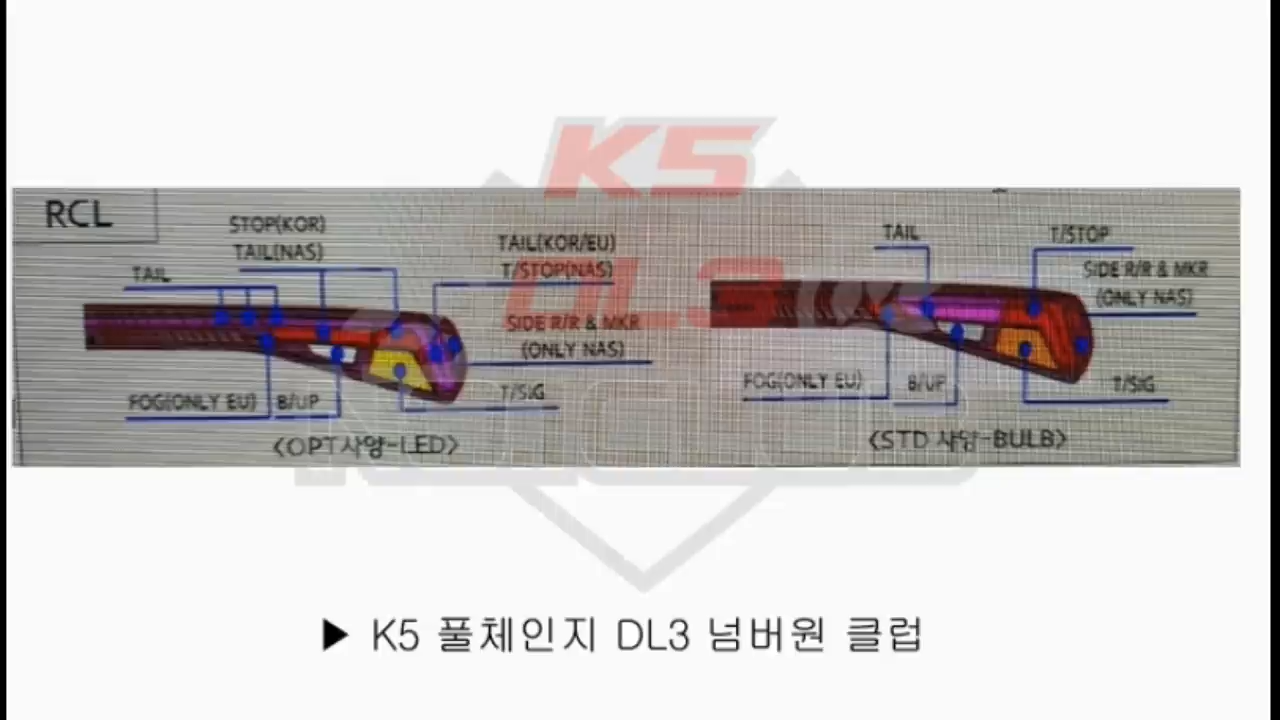 K5
DL3
RCL
STOP(KOR)
TAIL(NAS)
TAIL
TAIL(KOR/EU)
T/STOP(NAS)
SIDE R/R & MKR
(ONLY NAS)
FOG(ONLY EU)
B/UP
T/SIG
<OPT사양-LED>
TAIL
T/STOP
SIDE R/R & MKR
(ONLY NAS)
FOG(ONLY EU)
B/UP
T/SIG
<STD 사양-BULB>
▶ K5 풀체인지 DL3 넘버원 클럽